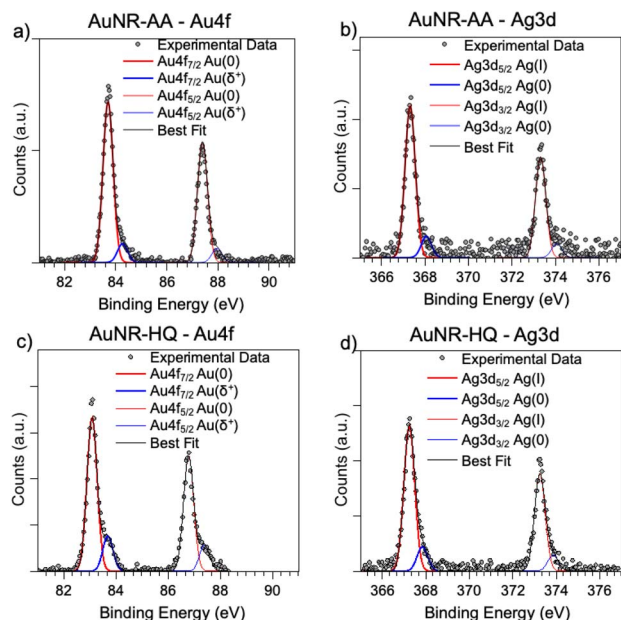 AuNR-AA - Au4f
a)
Experimental Data
Au4f7/2 Au(0)
Au4f7/2 Au(δ+)
Au4f5/2 Au(0)
Au4f5/2 Au(δ+)
Best Fit
Counts (a.u.)
82 84 86 88 90
Binding Energy (eV)
AuNR-AA - Ag3d
b)
Experimental Data
Ag3d5/2 Ag(I)
Ag3d5/2 Ag(0)
Ag3d3/2 Ag(I)
Ag3d3/2 Ag(0)
Best Fit
Counts (a.u.)
366 368 370 372 374 376
Binding Energy (eV)
AuNR-HQ - Au4f
c)
Experimental Data
Au4f7/2 Au(0)
Au4f7/2 Au(δ+)
Au4f5/2 Au(0)
Au4f5/2 Au(δ+)
Best Fit
Counts (a.u.)
82 84 86 88 90
Binding Energy (eV)
AuNR-HQ - Ag3d
d)
Experimental Data
Ag3d5/2 Ag(I)
Ag3d5/2 Ag(0)
Ag3d3/2 Ag(I)
Ag3d3/2 Ag(0)
Best Fit
Counts (a.u.)
366 368 370 372 374 376
Binding Energy (eV)